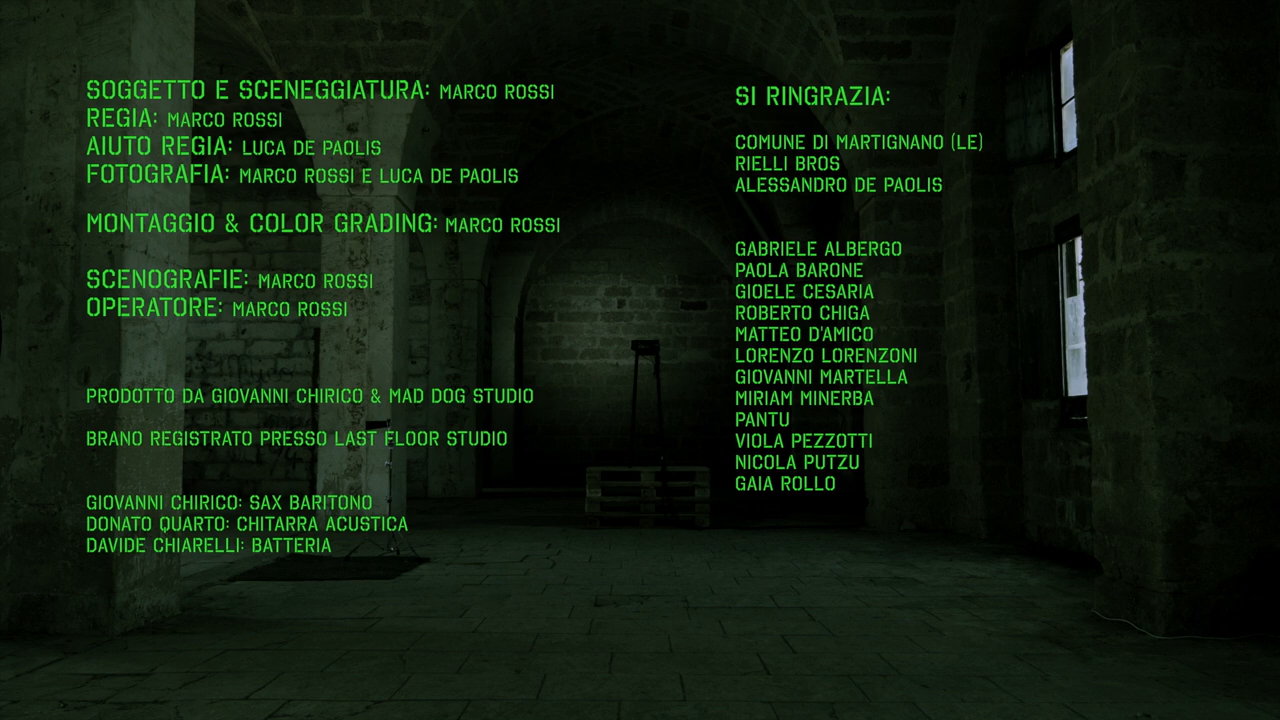 SOGGETTO E SCENEGGIATURA: MARCO ROSSI
REGIA: MARCO ROSSI
AIUTO REGIA: LUCA DE PAOLIS
FOTOGRAFIA: MARCO ROSSI E LUCA DE PAOLIS
MONTAGGIO & COLOR GRADING: MARCO ROSSI
SCENOGRAFIE: MARCO ROSSI
OPERATORE: MARCO ROSSI
PRODOTTO DA GIOVANNI CHIRICO & MAD DOG STUDIO
BRANO REGISTRATO PRESSO LAST FLOOR STUDIO
GIOVANNI CHIRICO: SAX BARITONO
DONATO QUARTO: CHITARRA ACUSTICA
DAVIDE CHIARELLI: BATTERIA
SI RINGRAZIA:
COMUNE DI MARTIGNANO (LE)
RIELLI BROS
ALESSANDRO DE PAOLIS
GABRIELE ALBERGO
PAOLA BARONE
GIOELE CESARIA
ROBERTO CHIGA
MATTEO D'AMICO
LORENZO LORENZONI
GIOVANNI MARTELLA
MIRIAM MINERBA
PANTU
VIOLA PEZZOTTI
NICOLA PUTZU
GAIA ROLLO